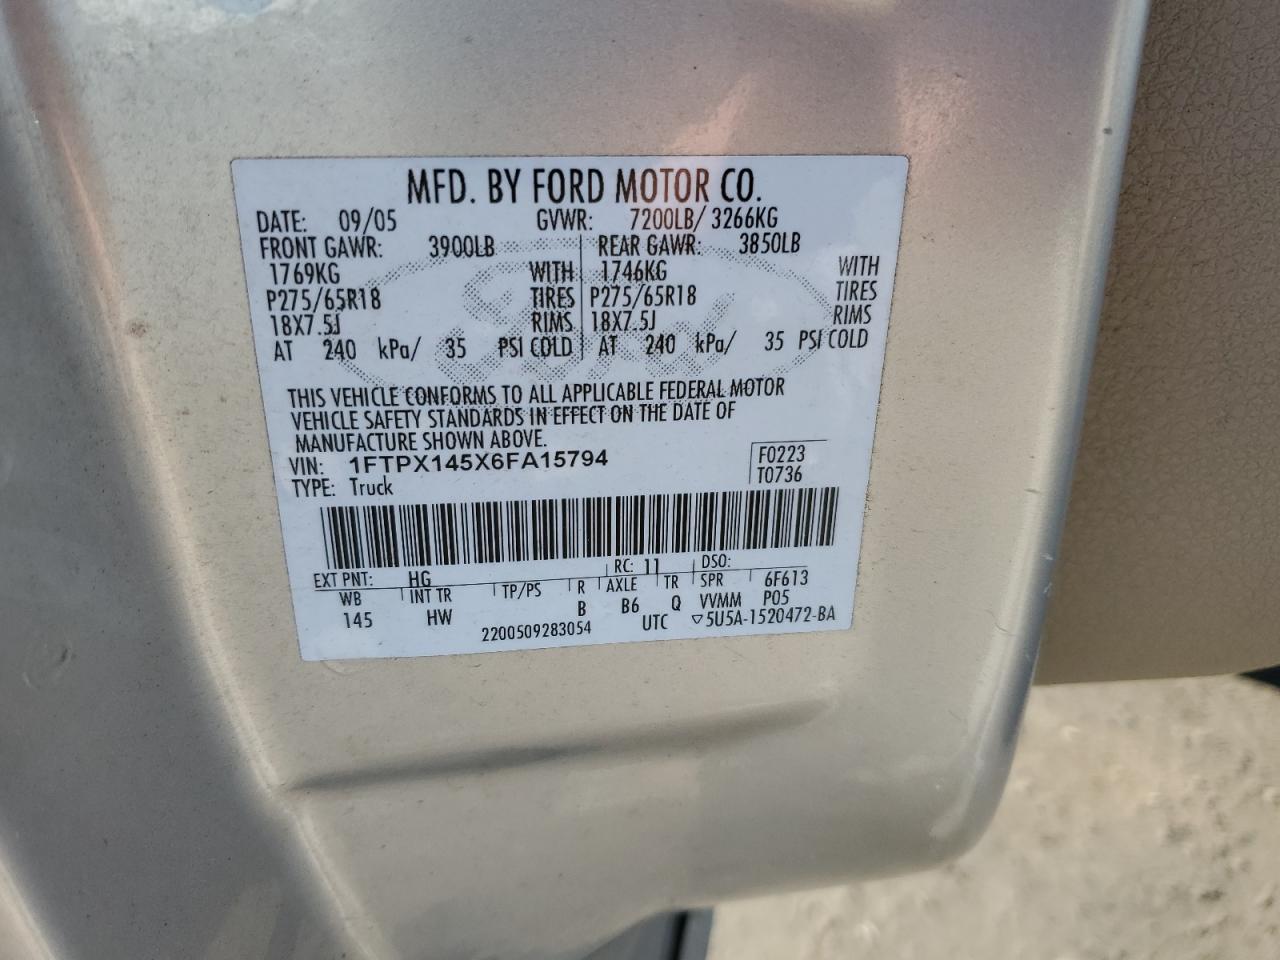 MFD. BY FORD MOTOR CO.
DATE: 09/05 GVWR: 7200LB/ 3266KG
FRONT GAWR: 3900LB REAR GAWR: 3850LB
1769KG WITH 1746KG WITH
P275/65R18 TIRES P275/65R18 TIRES
18X7.5J RIMS 18X7.5J RIMS
AT 240 kPa/ 35 PSI COLD AT 240 kPa/ 35 PSI COLD
THIS VEHICLE CONFORMS TO ALL APPLICABLE FEDERAL MOTOR
VEHICLE SAFETY STANDARDS IN EFFECT ON THE DATE OF
MANUFACTURE SHOWN ABOVE.
VIN: 1FTPX145X6FA15794 F0223
TYPE: Truck T0736
EXT PNT: HG RC: 11 DSO:
WB INT TR TP/PS R AXLE TR SPR 6F613
145 HW B B6 Q VVMM P05
2200509283054 UTC ▽5U5A-1520472-BA